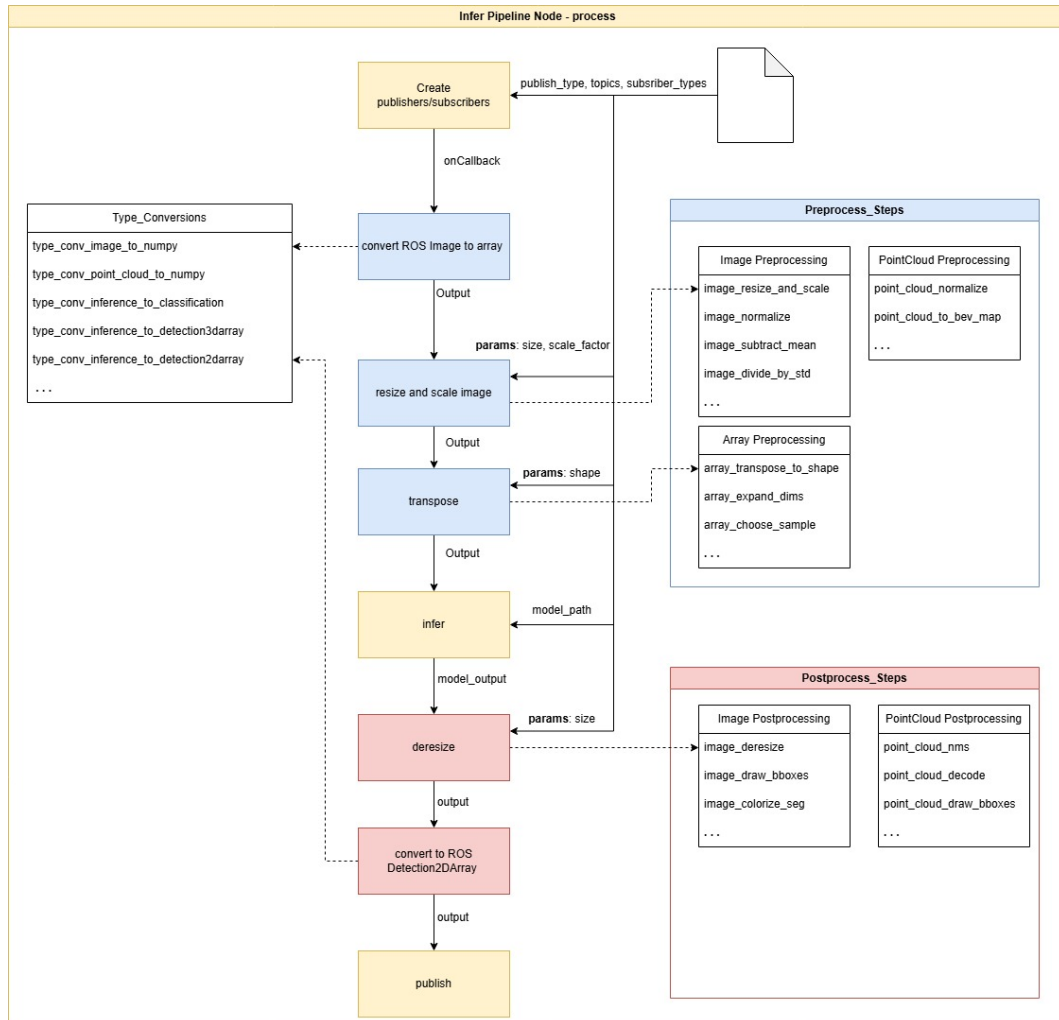 Infer Pipeline Node - process
Create
publishers/subscribers
publish_type, topics, subsriber_types
onCallback
Type_Conversions
type_conv_image_to_numpy
type_conv_point_cloud_to_numpy
type_conv_inference_to_classification
type_conv_inference_to_detection3darray
type_conv_inference_to_detection2darray
. . .
convert ROS Image to array
Output
params: size, scale_factor
resize and scale image
Output
params: shape
transpose
Output
model_path
infer
model_output
params: size
deresize
output
convert to ROS
Detection2DArray
output
publish
Preprocess_Steps
Image Preprocessing
image_resize_and_scale
image_normalize
image_subtract_mean
image_divide_by_std
. . .
PointCloud Preprocessing
point_cloud_normalize
point_cloud_to_bev_map
. . .
Array Preprocessing
array_transpose_to_shape
array_expand_dims
array_choose_sample
. . .
Postprocess_Steps
Image Postprocessing
image_deresize
image_draw_bboxes
image_colorize_seg
. . .
PointCloud Postprocessing
point_cloud_nms
point_cloud_decode
point_cloud_draw_bboxes
. . .